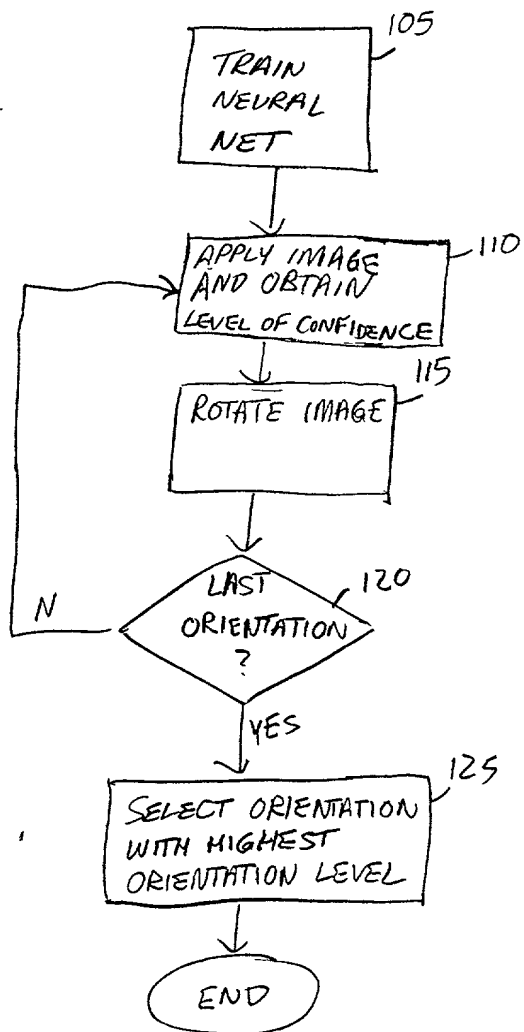 105
TRAIN
NEURAL
NET
110
APPLY IMAGE
AND OBTAIN
LEVEL OF CONFIDENCE
115
ROTATE IMAGE
120
LAST
ORIENTATION
?
N
YES
125
SELECT ORIENTATION
WITH HIGHEST
ORIENTATION LEVEL
END